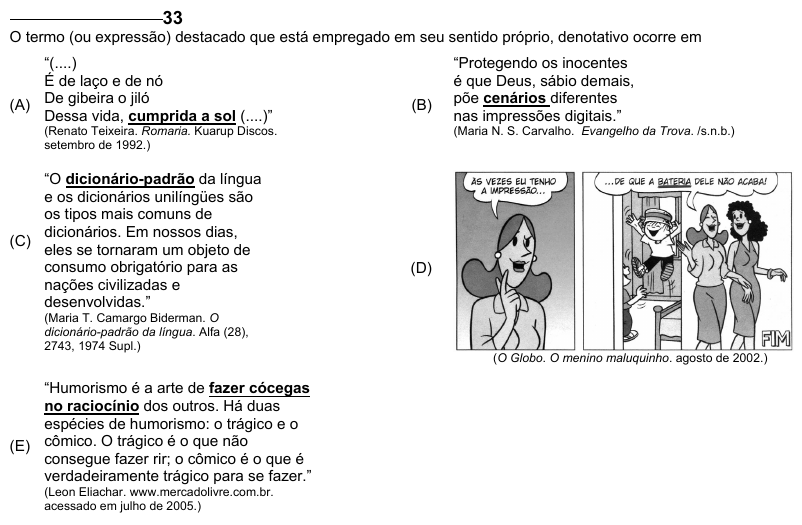 33
O termo (ou expressão) destacado que está empregado em seu sentido próprio, denotativo ocorre em
(A)
“(....)
É de laço e de nó
De gibeira o jiló
Dessa vida, cumprida a sol (....)”
(Renato Teixeira. Romaria. Kuarup Discos.
setembro de 1992.)
(B)
“Protegendo os inocentes
é que Deus, sábio demais,
põe cenários diferentes
nas impressões digitais.”
(Maria N. S. Carvalho. Evangelho da Trova. /s.n.b.)
(C)
“O dicionário-padrão da língua
e os dicionários unilíngües são
os tipos mais comuns de
dicionários. Em nossos dias,
eles se tornaram um objeto de
consumo obrigatório para as
nações civilizadas e
desenvolvidas.”
(Maria T. Camargo Biderman. O
dicionário-padrão da língua. Alfa (28),
2743, 1974 Supl.)
(D)
ÀS VEZES EU TENHO
A IMPRESSÃO...
...DE QUE A BATERIA DELE NÃO ACABA!
FIM
(O Globo. O menino maluquinho. agosto de 2002.)
(E)
“Humorismo é a arte de fazer cócegas
no raciocínio dos outros. Há duas
espécies de humorismo: o trágico e o
cômico. O trágico é o que não
consegue fazer rir; o cômico é o que é
verdadeiramente trágico para se fazer.”
(Leon Eliachar. www.mercadolivre.com.br.
acessado em julho de 2005.)